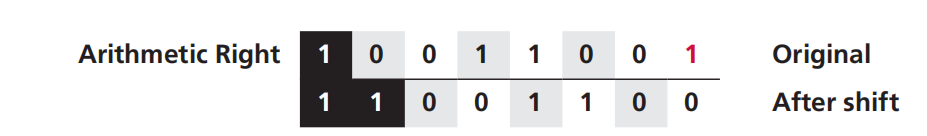 Arithmetic Right 1 0 0 1 1 0 0 1 Original
1 1 0 0 1 1 0 0 After shift